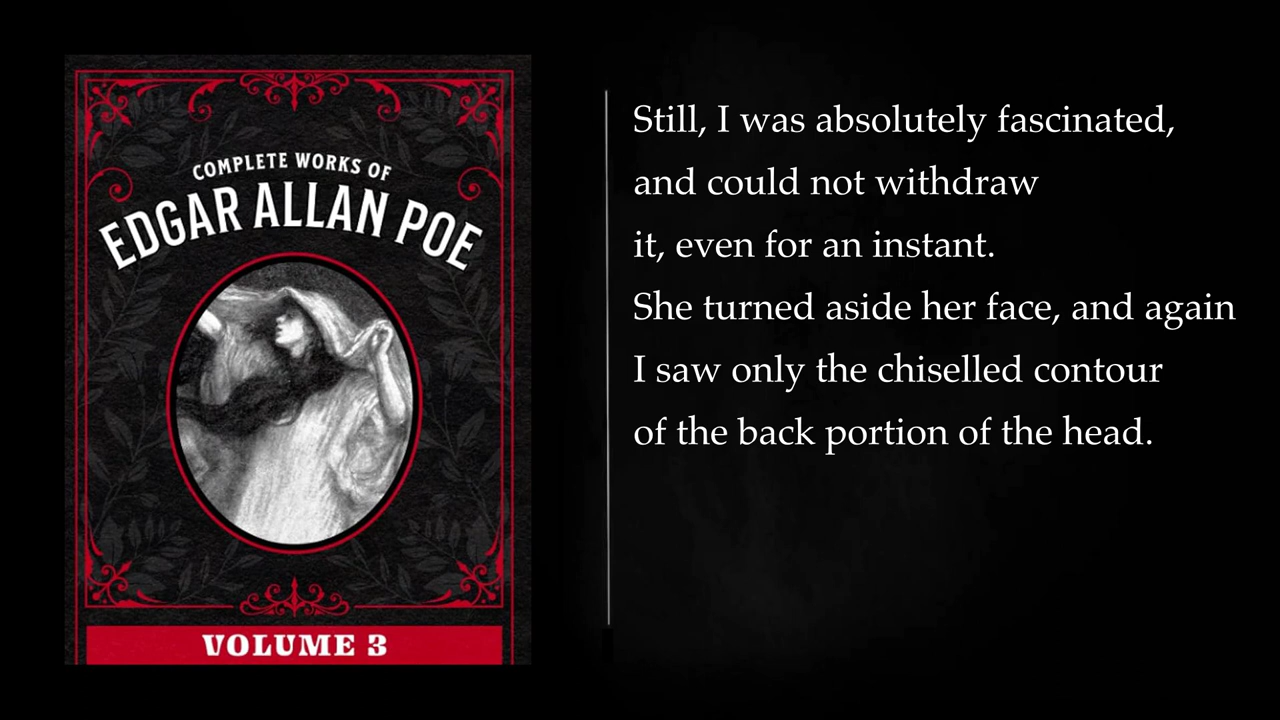 COMPLETE WORKS OF
EDGAR ALLAN POE
VOLUME 3
Still, I was absolutely fascinated,
and could not withdraw
it, even for an instant.
She turned aside her face, and again
I saw only the chiselled contour
of the back portion of the head.